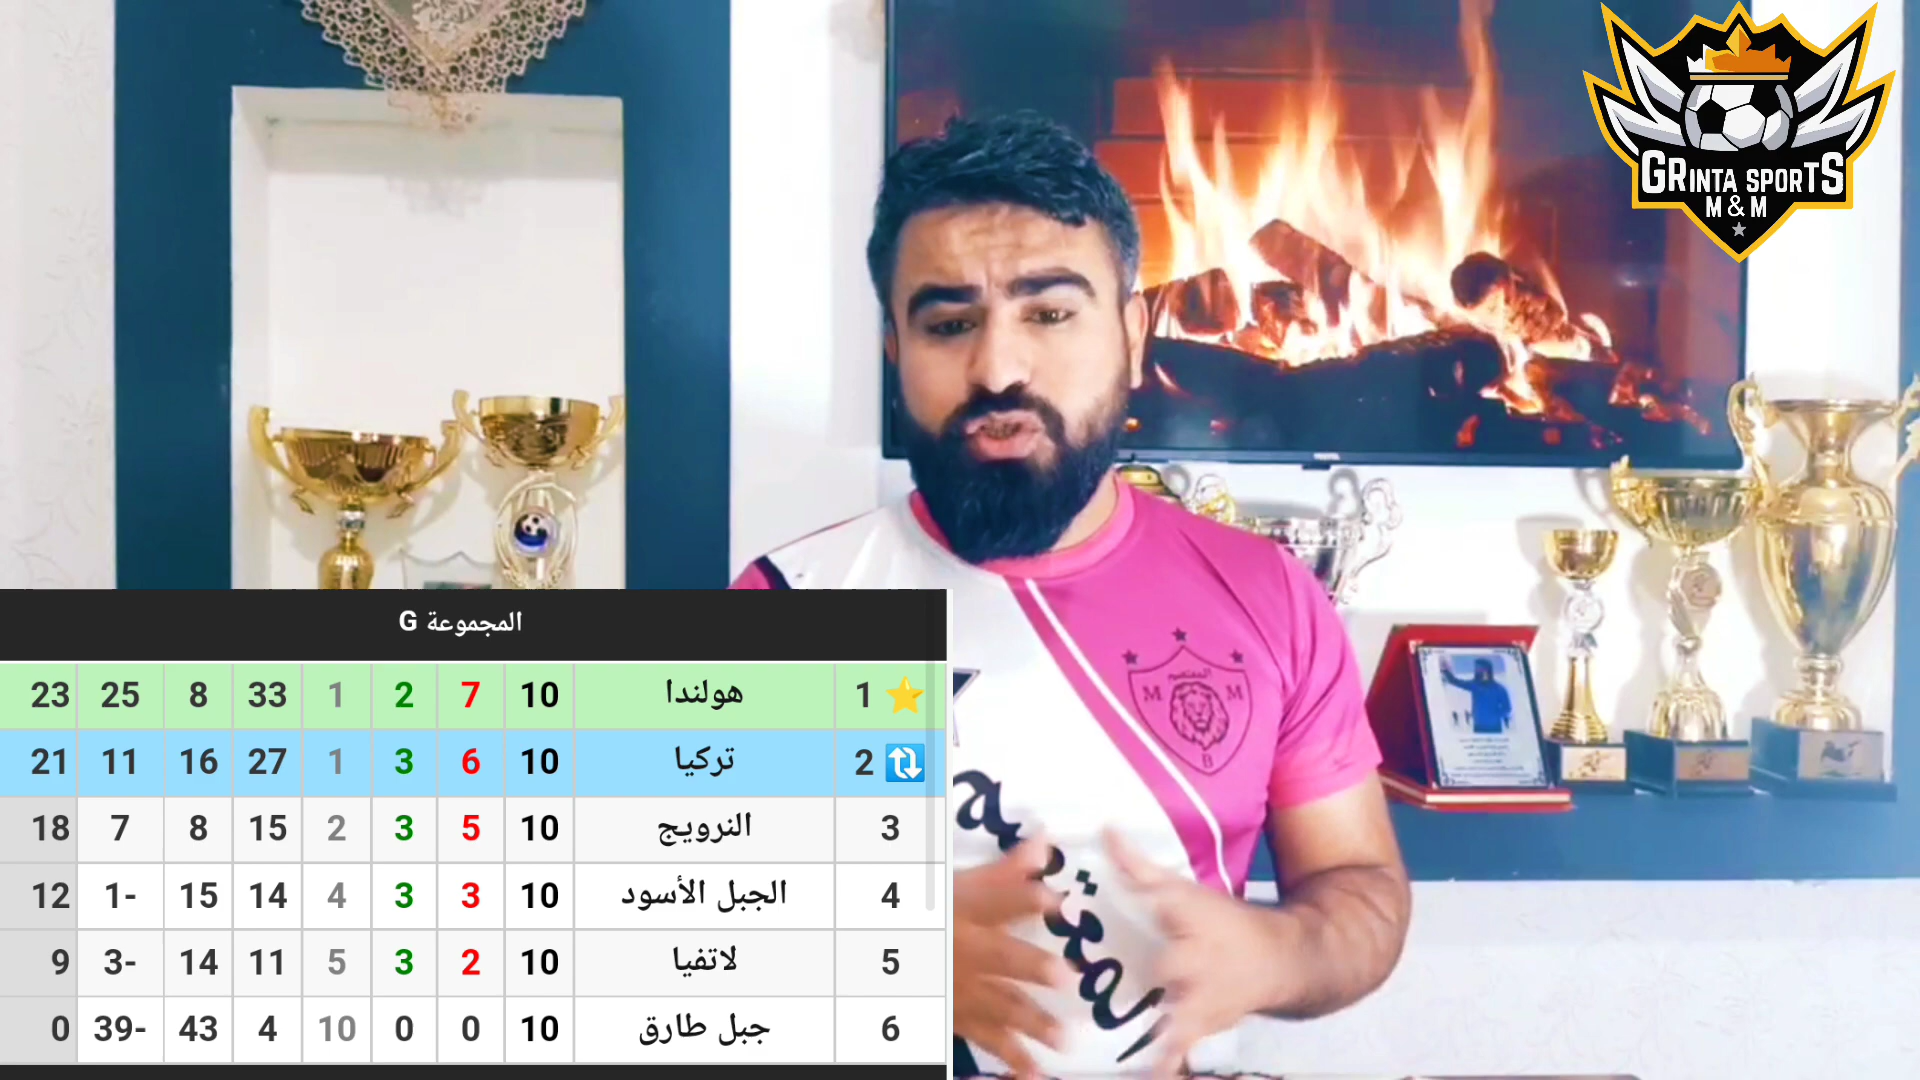 GRINTA SPORTS
M & M
المجموعة G
1 هولندا 10 7 2 1 33 8 25 23
2 تركيا 10 6 3 1 27 16 11 21
3 النرويج 10 5 3 2 15 8 7 18
4 الجبل الأسود 10 3 3 4 14 15 1- 12
5 لاتفيا 10 2 3 5 11 14 3- 9
6 جبل طارق 10 0 0 10 4 43 39- 0
المنتصر
M M
B